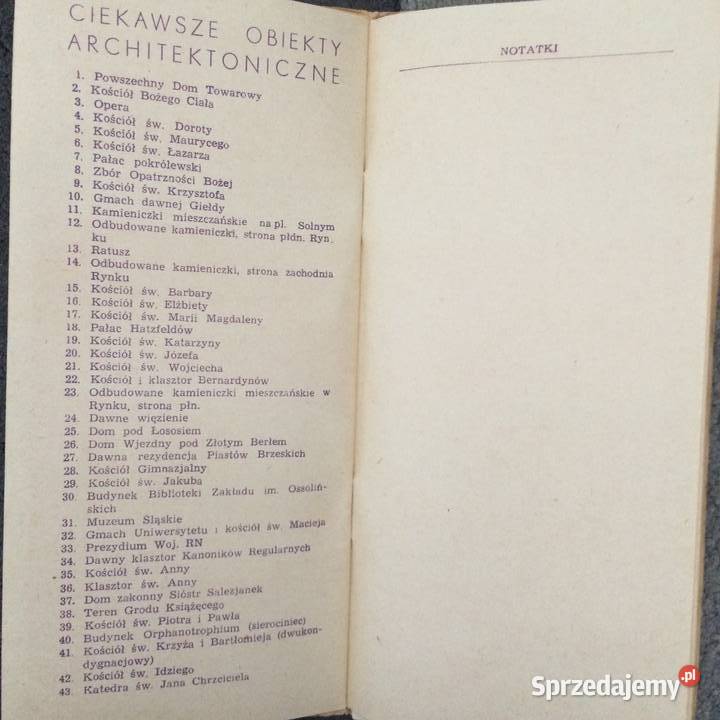 CIEKAWSZE OBIEKTY
ARCHITEKTONICZNE
1. Powszechny Dom Towarowy
2. Kościół Bożego Ciała
3. Opera
4. Kościół św. Doroty
5. Kościół św. Maurycego
6. Kościół św. Łazarza
7. Pałac pokrólewski
8. Zbór Opatrzności Bożej
9. Kościół św. Krzysztofa
10. Gmach dawnej Giełdy
11. Kamieniczki mieszczańskie na pl. Solnym
12. Odbudowane kamieniczki, strona płdn. Ryn.
ku
13. Ratusz
14. Odbudowane kamieniczki, strona zachodnia
Rynku
15. Kościół św. Barbary
16. Kościół św. Elżbiety
17. Kościół św. Marii Magdaleny
18. Pałac Hatzfeldów
19. Kościół św. Katarzyny
20. Kościół św. Józefa
21. Kościół św. Wojciecha
22. Kościół i klasztor Bernardynów
23. Odbudowane kamieniczki mieszczańskie w
Rynku, strona płn.
24. Dawne więzienie
25. Dom pod Łososiem
26. Dom Wjezdny pod Złotym Berłem
27. Dawna rezydencja Piastów Brzeskich
28. Kościół Gimnazjalny
29. Kościół św. Jakuba
30. Budynek Biblioteki Zakładu im. Ossoliń-
skich
31. Muzeum Śląskie
32. Gmach Uniwersytetu i kościół św. Macieja
33. Prezydium Woj. RN
34. Dawny klasztor Kanoników Regularnych
35. Kościół św. Anny
36. Klasztor św. Anny
37. Dom zakonny Sióstr Salezjanek
38. Teren Grodu Książęcego
39. Kościół św. Piotra i Pawła
40. Budynek Orphanotrophium (sierociniec)
41. Kościół św. Krzyża i Bartłomieja (dwukon-
dygnacjowy)
42. Kościół św. Idziego
43. Katedra św. Jana Chrzciciela
NOTATKI
Sprzedajemy.pl